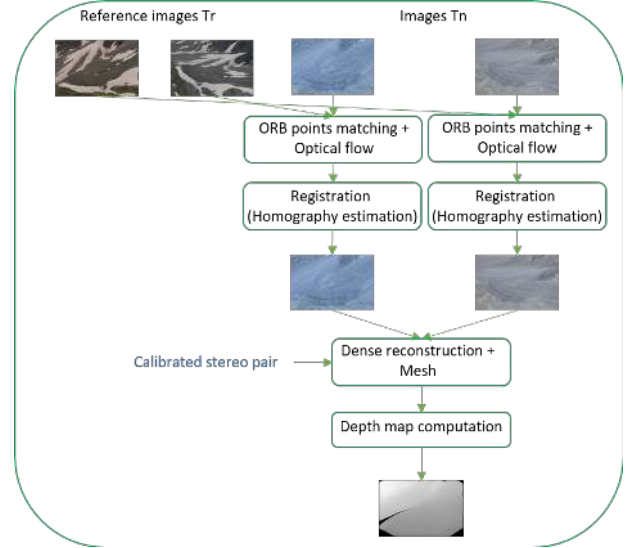 Reference images Tr
Images Tn
ORB points matching +
Optical flow
ORB points matching +
Optical flow
Registration
(Homography estimation)
Registration
(Homography estimation)
Calibrated stereo pair
Dense reconstruction +
Mesh
Depth map computation